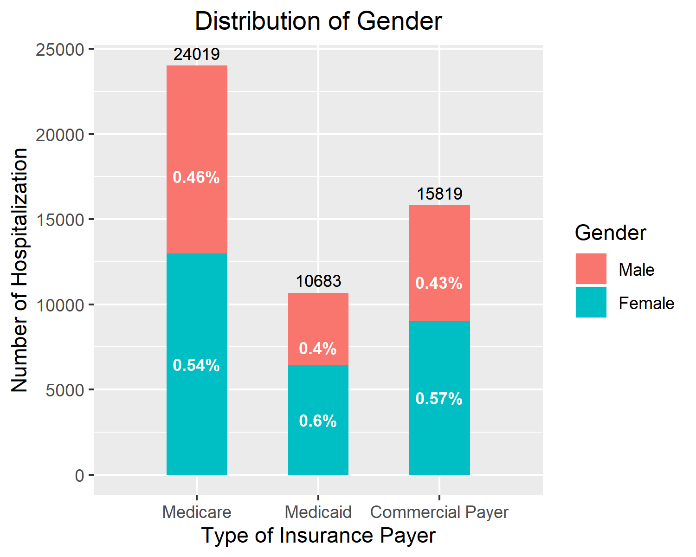 Distribution of Gender
Number of Hospitalization
25000
20000
15000
10000
5000
0
24019
0.46%
0.54%
10683
0.4%
0.6%
15819
0.43%
0.57%
Medicare
Medicaid
Commercial Payer
Type of Insurance Payer
Gender
Male
Female